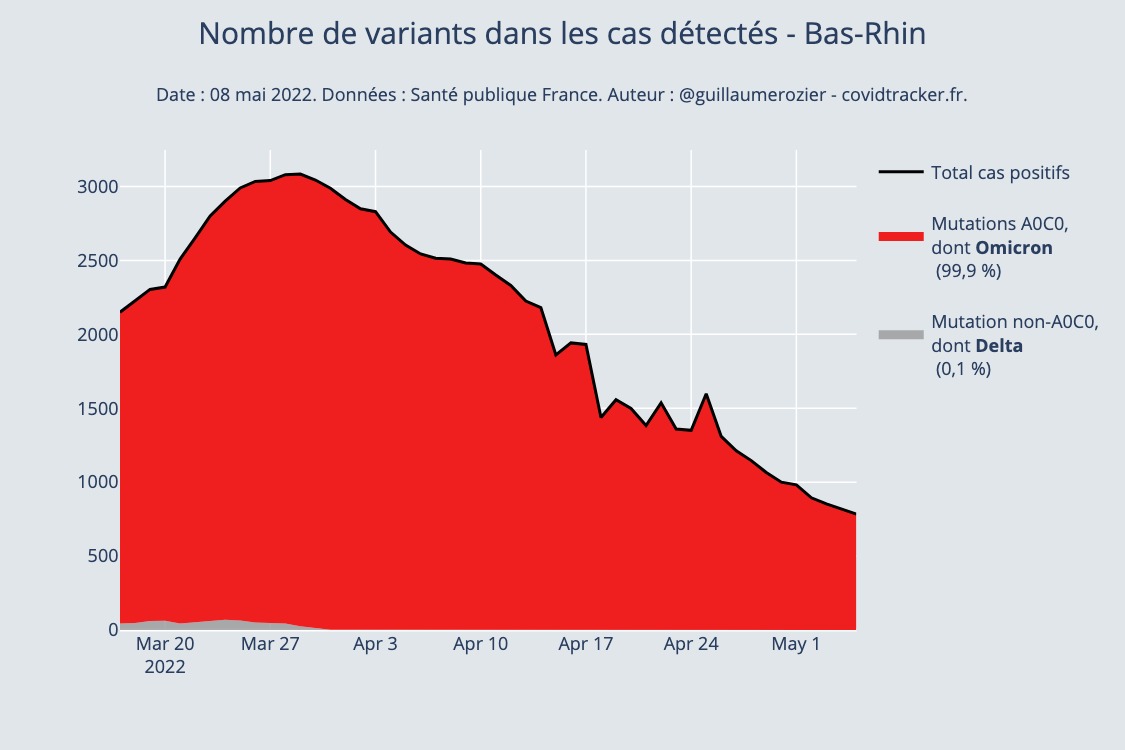 Nombre de variants dans les cas détectés - Bas-Rhin
Date : 08 mai 2022. Données : Santé publique France. Auteur : @guillaumerozier - covidtracker.fr.
3000
2500
2000
1500
1000
500
0
Mar 20
2022
Mar 27
Apr 3
Apr 10
Apr 17
Apr 24
May 1
Total cas positifs
Mutations A0C0,
dont Omicron
(99,9 %)
Mutation non-A0C0,
dont Delta
(0,1 %)